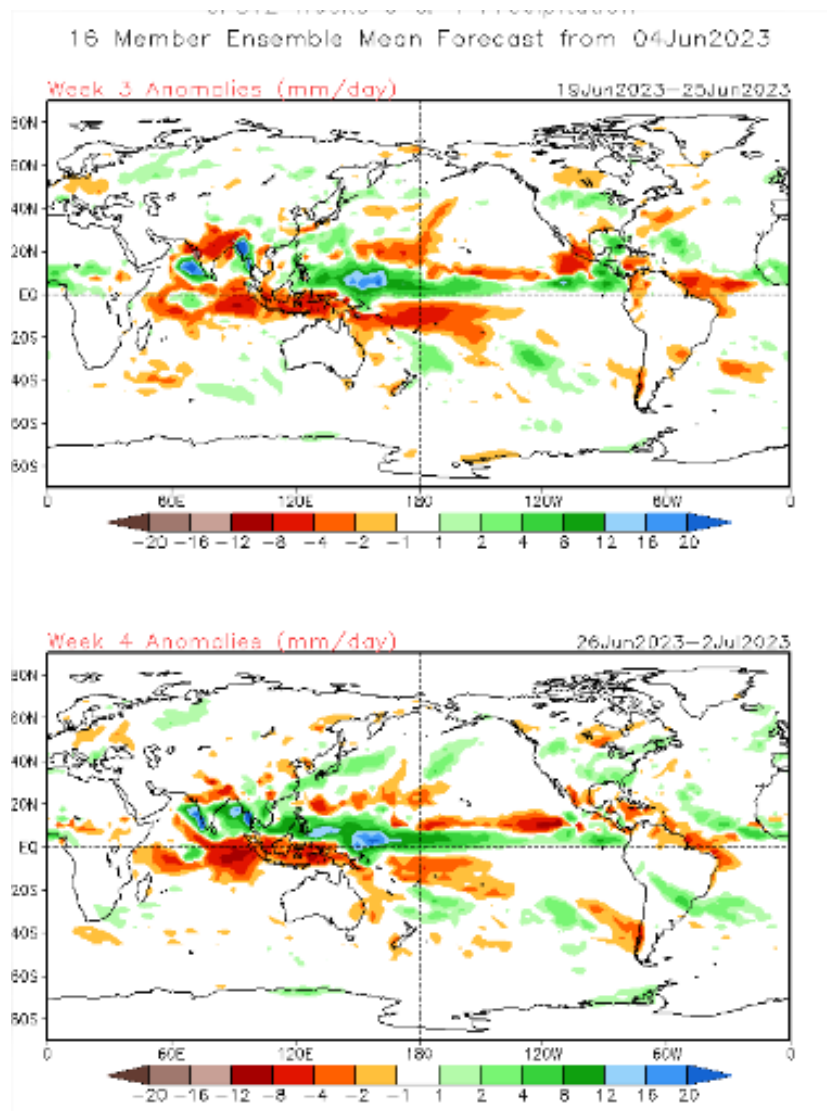 16 Member Ensemble Mean Forecast from 04Jun2023
Week 3 Anomalies (mm/day) 19Jun2023-25Jun2023
80N
60N
40N
20N
EQ
20S
40S
60S
80S
0 60E 120E 180 120W 60W 0
-20 -16 -12 -8 -4 -2 -1 1 2 4 8 12 16 20
Week 4 Anomalies (mm/day) 26Jun2023-2Jul2023
80N
60N
40N
20N
EQ
20S
40S
60S
80S
0 60E 120E 180 120W 60W 0
-20 -16 -12 -8 -4 -2 -1 1 2 4 8 12 16 20